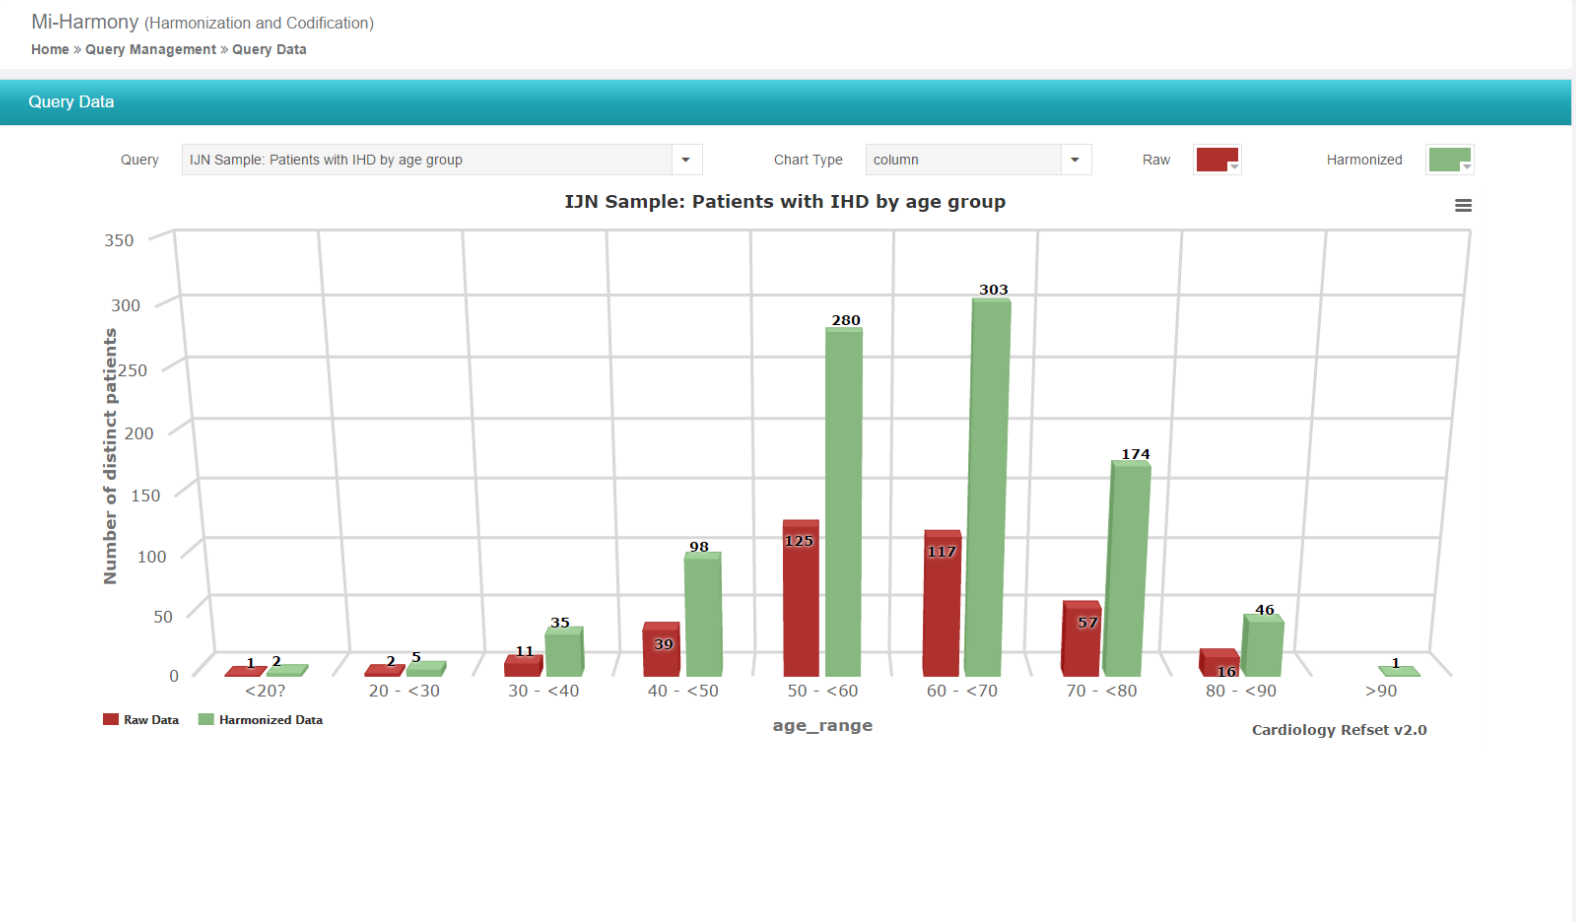 Mi-Harmony (Harmonization and Codification)
Home » Query Management » Query Data
Query Data
Query IJN Sample: Patients with IHD by age group Chart Type column Raw Harmonized
IJN Sample: Patients with IHD by age group
Number of distinct patients
350
300
250
200
150
100
50
0
1 2
2 5
11 35
39 98
125 280
117 303
57 174
16 46
1
<20? 20 - <30 30 - <40 40 - <50 50 - <60 60 - <70 70 - <80 80 - <90 >90
Raw Data Harmonized Data
age_range
Cardiology Refset v2.0